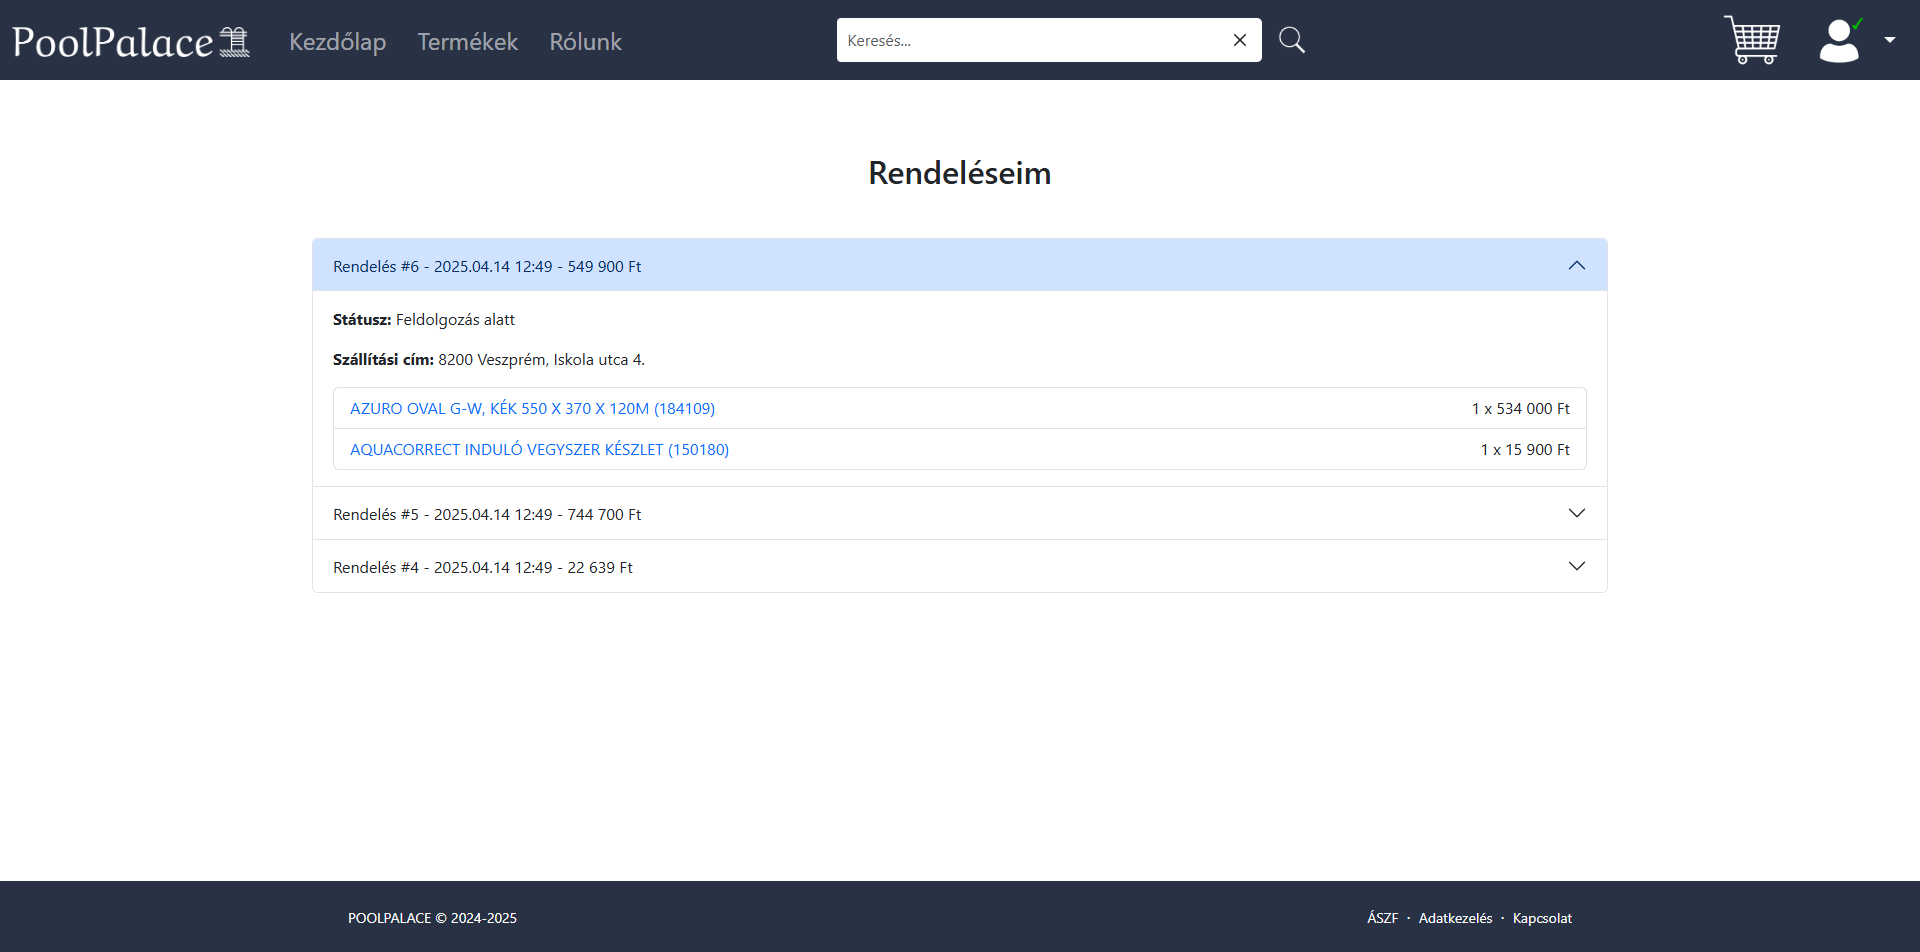 PoolPalace
Kezdőlap
Termékek
Rólunk
Keresés...
Rendeléseim
Rendelés #6 - 2025.04.14 12:49 - 549 900 Ft
Státusz: Feldolgozás alatt
Szállítási cím: 8200 Veszprém, Iskola utca 4.
AZURO OVAL G-W, KÉK 550 X 370 X 120M (184109) 1 x 534 000 Ft
AQUACORRECT INDULÓ VEGYSZER KÉSZLET (150180) 1 x 15 900 Ft
Rendelés #5 - 2025.04.14 12:49 - 744 700 Ft
Rendelés #4 - 2025.04.14 12:49 - 22 639 Ft
POOLPALACE © 2024-2025
ÁSZF · Adatkezelés · Kapcsolat